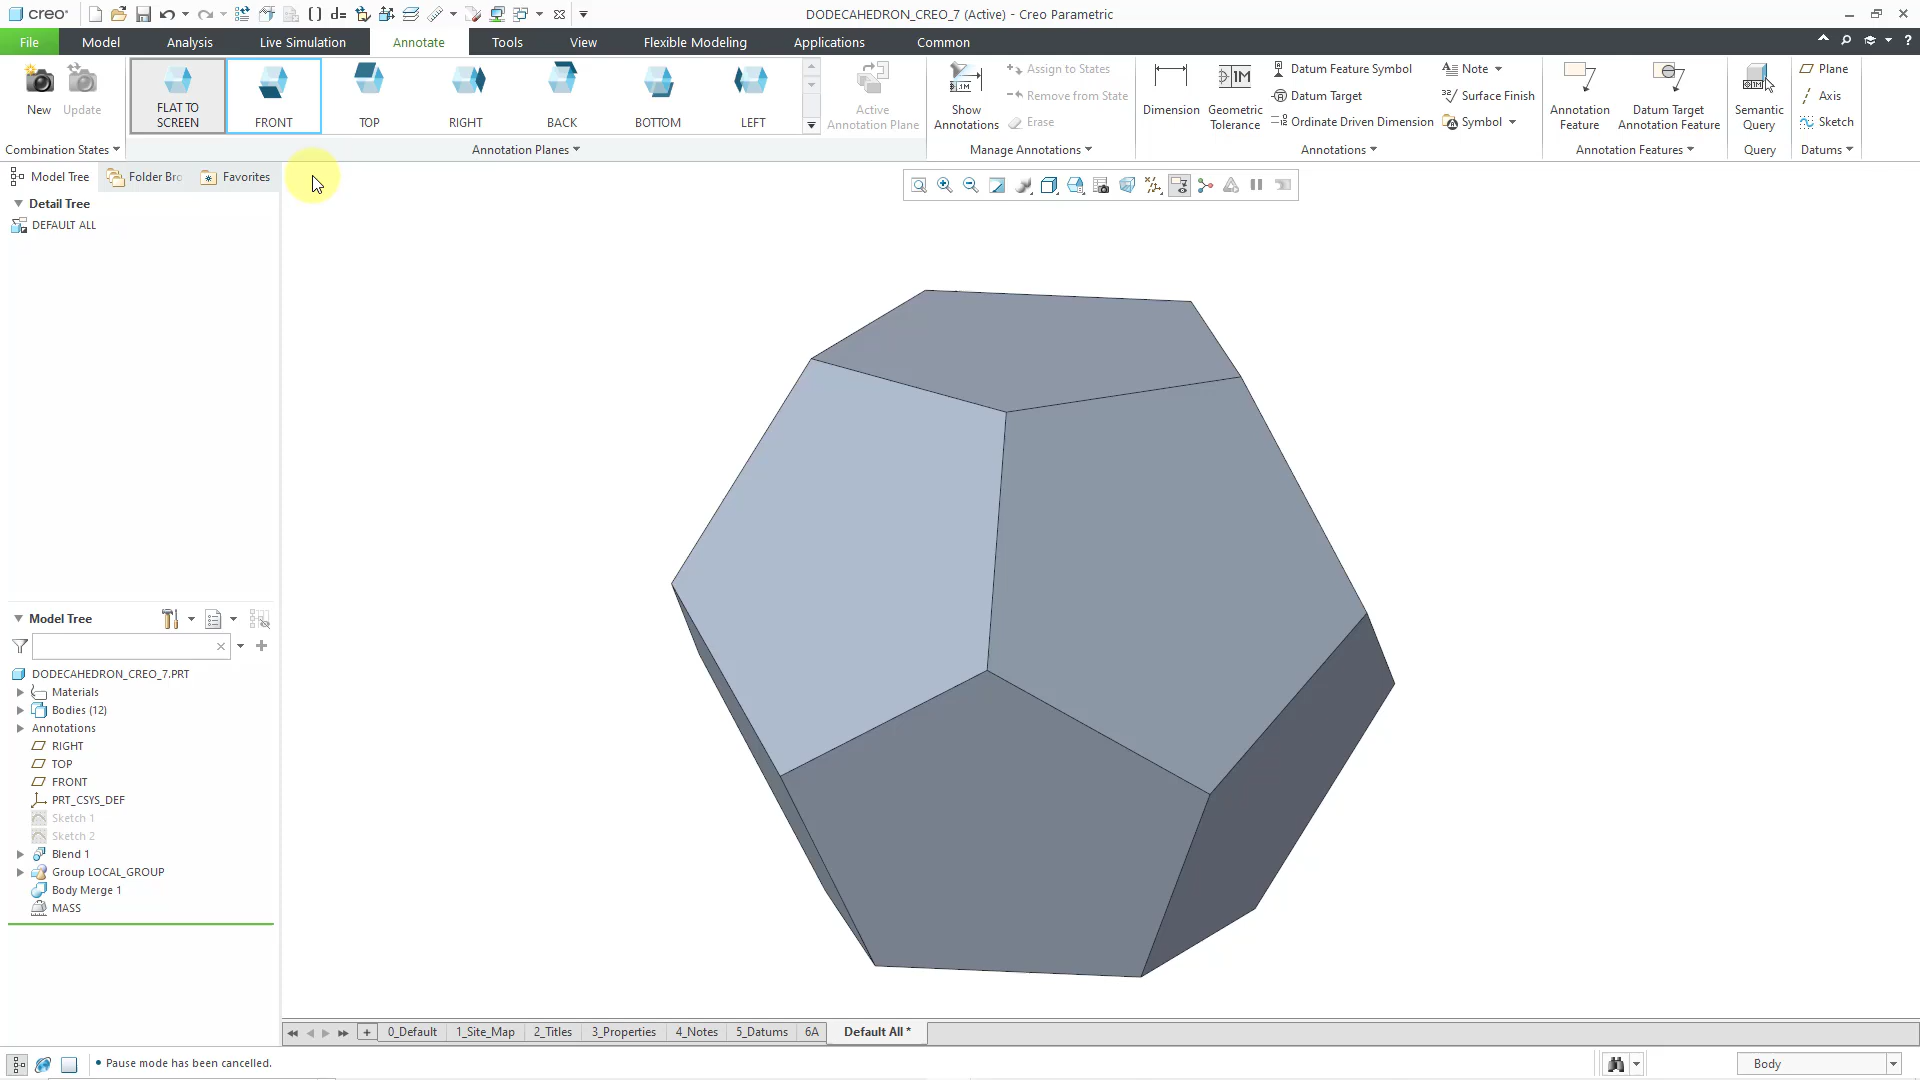 creo
DODECAHEDRON_CREO_7 (Active) - Creo Parametric
File Model Analysis Live Simulation Annotate Tools View Flexible Modeling Applications Common
New Update
Combination States
FLAT TO SCREEN FRONT TOP RIGHT BACK BOTTOM LEFT
Active Annotation Plane
Annotation Planes
Show Annotations
Assign to States
Remove from State
Erase
Manage Annotations
Dimension
Geometric Tolerance
Datum Feature Symbol
Datum Target
Ordinate Driven Dimension
Note
Surface Finish
Symbol
Annotations
Annotation Feature
Datum Target Annotation Feature
Annotation Features
Semantic Query
Query
Plane
Axis
Sketch
Datums
Model Tree Folder Bro Favorites
Detail Tree
DEFAULT ALL
Model Tree
DODECAHEDRON_CREO_7.PRT
Materials
Bodies (12)
Annotations
RIGHT
TOP
FRONT
PRT_CSYS_DEF
Sketch 1
Sketch 2
Blend 1
Group LOCAL_GROUP
Body Merge 1
MASS
0_Default 1_Site_Map 2_Titles 3_Properties 4_Notes 5_Datums 6A Default All *
• Pause mode has been cancelled.
Body